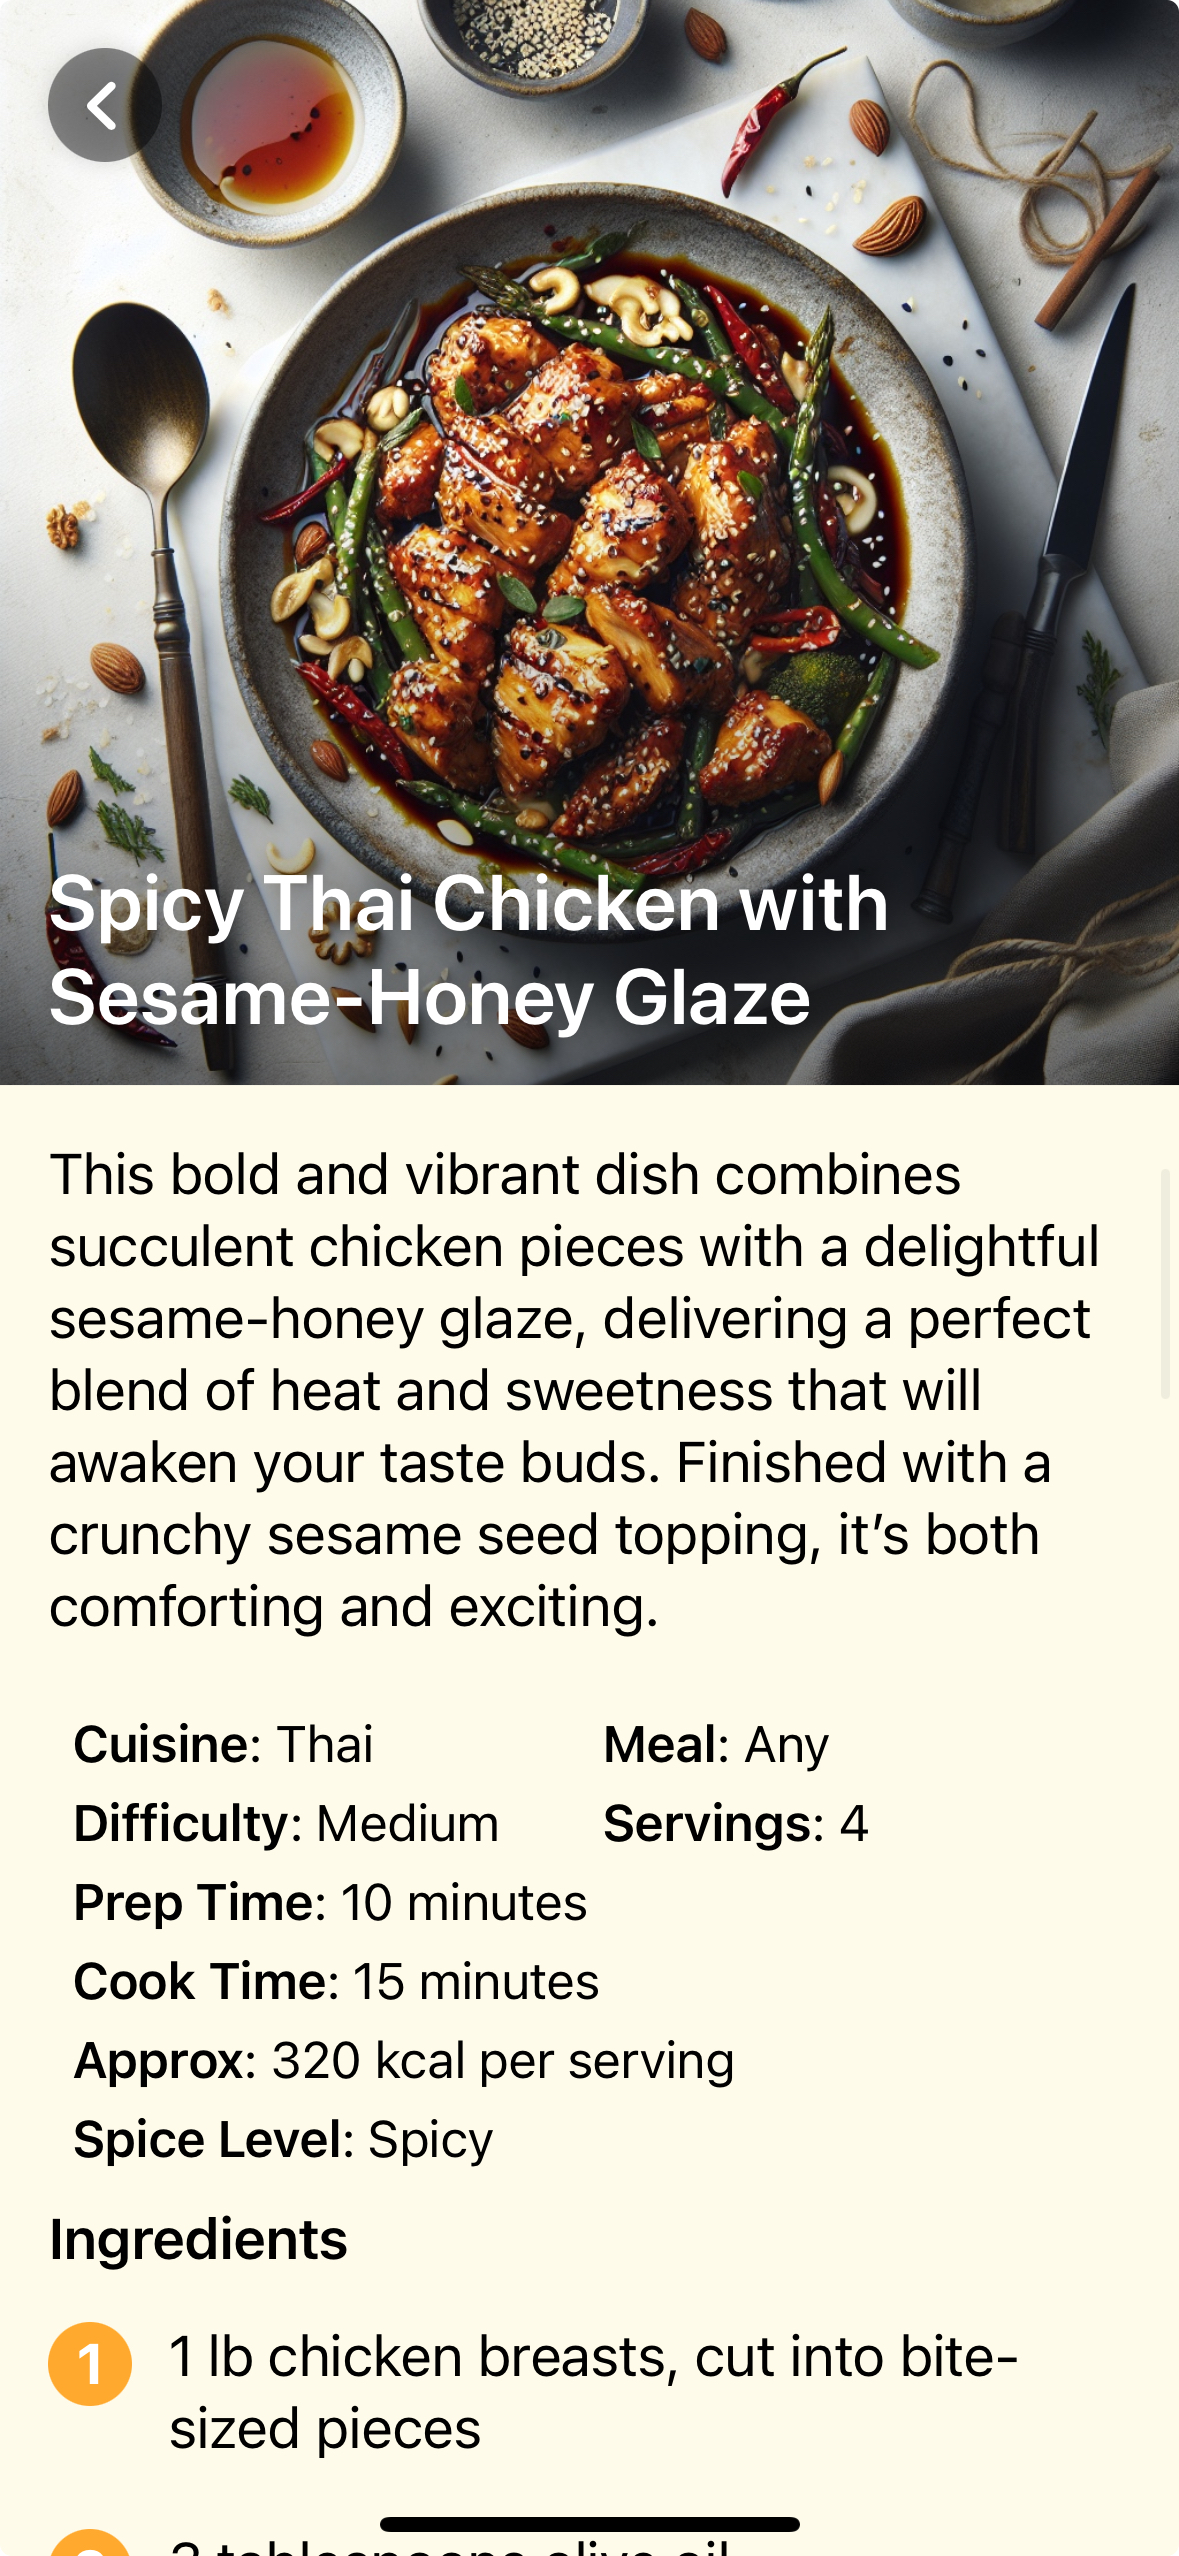 Spicy Thai Chicken with
Sesame-Honey Glaze
This bold and vibrant dish combines
succulent chicken pieces with a delightful
sesame-honey glaze, delivering a perfect
blend of heat and sweetness that will
awaken your taste buds. Finished with a
crunchy sesame seed topping, it’s both
comforting and exciting.
Cuisine: Thai Meal: Any
Difficulty: Medium Servings: 4
Prep Time: 10 minutes
Cook Time: 15 minutes
Approx: 320 kcal per serving
Spice Level: Spicy
Ingredients
1 1 lb chicken breasts, cut into bite-
sized pieces
tablespoons olive oil